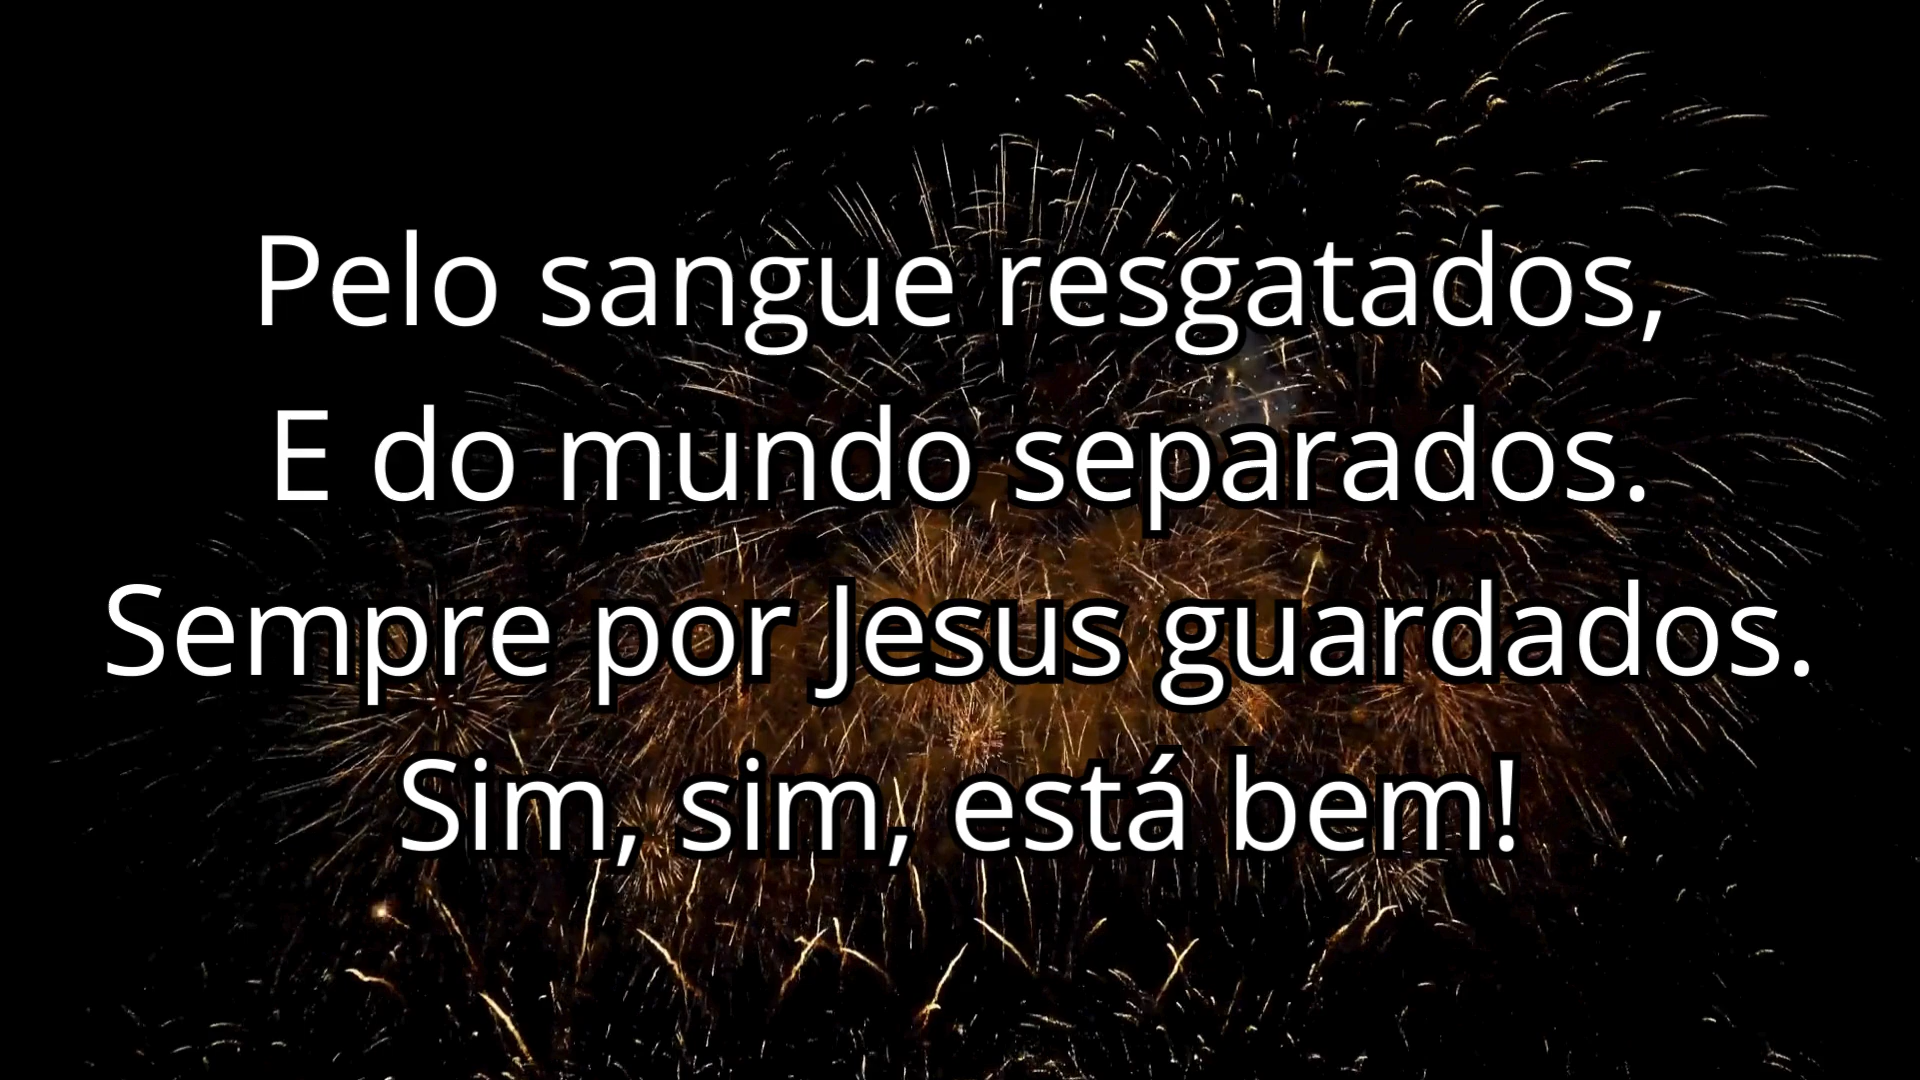 Pelo sangue resgatados,
E do mundo separados.
Sempre por Jesus guardados.
Sim, sim, está bem!